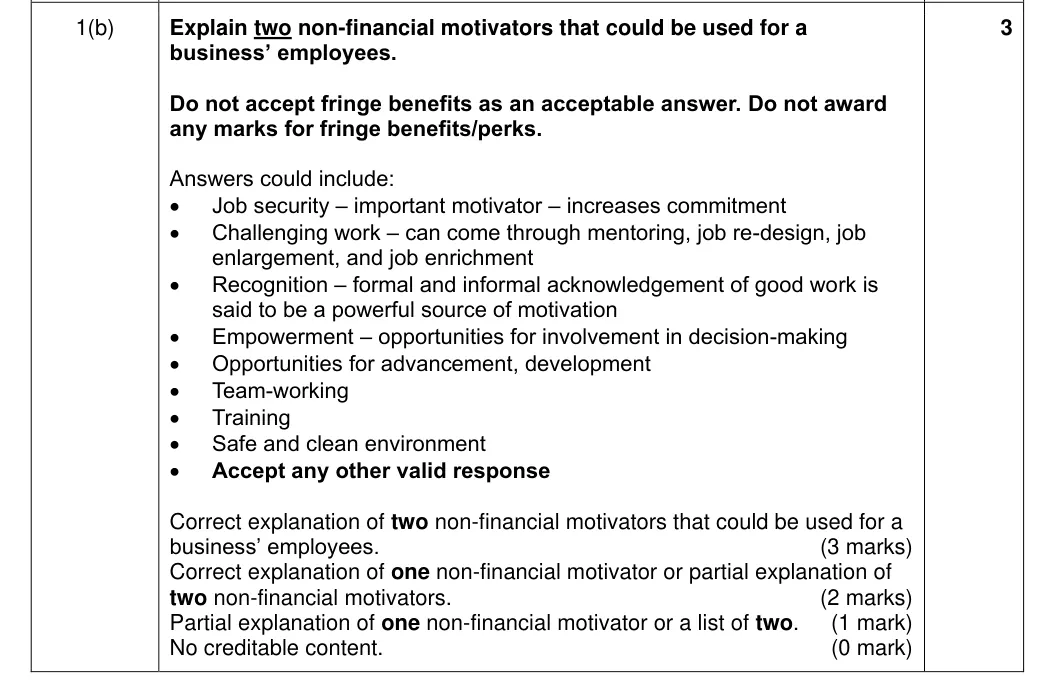 1(b) Explain two non-financial motivators that could be used for a 3
business’ employees.
Do not accept fringe benefits as an acceptable answer. Do not award
any marks for fringe benefits/perks.
Answers could include:
• Job security – important motivator – increases commitment
• Challenging work – can come through mentoring, job re-design, job
enlargement, and job enrichment
• Recognition – formal and informal acknowledgement of good work is
said to be a powerful source of motivation
• Empowerment – opportunities for involvement in decision-making
• Opportunities for advancement, development
• Team-working
• Training
• Safe and clean environment
• Accept any other valid response
Correct explanation of two non-financial motivators that could be used for a
business’ employees. (3 marks)
Correct explanation of one non-financial motivator or partial explanation of
two non-financial motivators. (2 marks)
Partial explanation of one non-financial motivator or a list of two. (1 mark)
No creditable content. (0 mark)